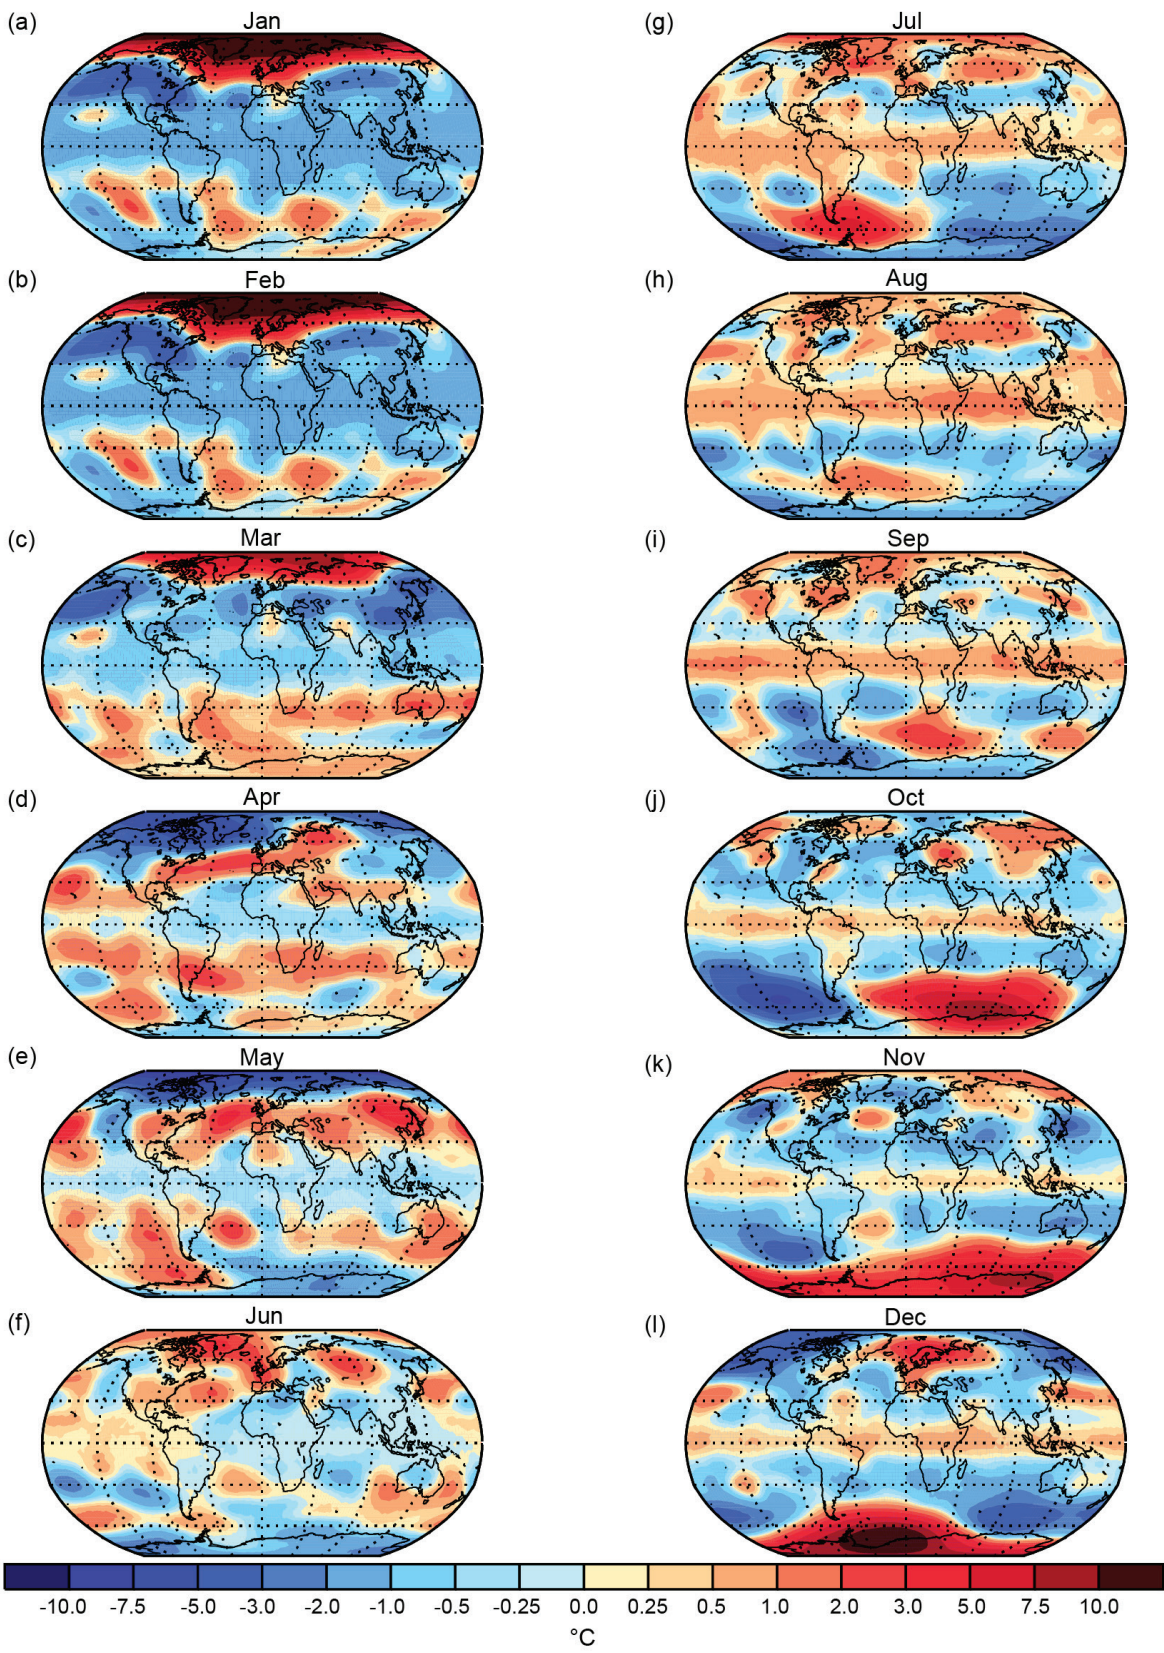 (a) Jan
(g) Jul
(b) Feb
(h) Aug
(c) Mar
(i) Sep
(d) Apr
(j) Oct
(e) May
(k) Nov
(f) Jun
(l) Dec
-10.0 -7.5 -5.0 -3.0 -2.0 -1.0 -0.5 -0.25 0.0 0.25 0.5 1.0 2.0 3.0 5.0 7.5 10.0
°C